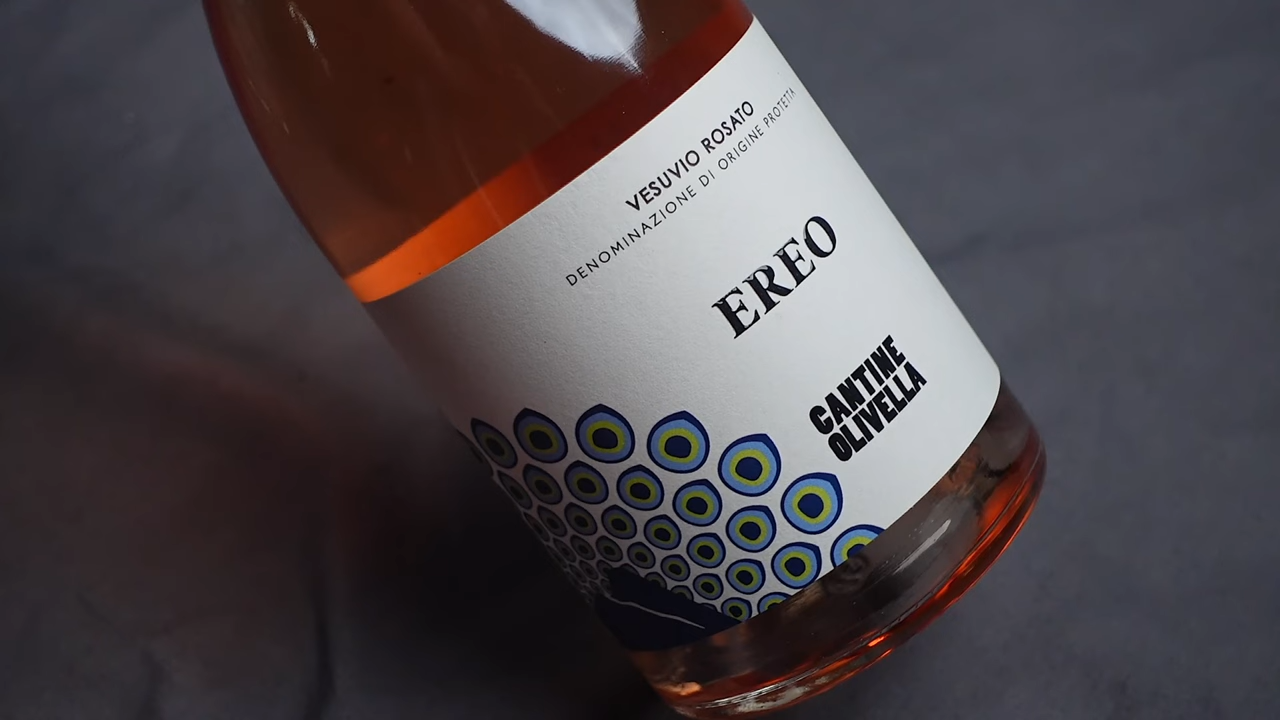 VESUVIO ROSATO
DENOMINAZIONE DI ORIGINE PROTETTA
EREO
CANTINE
OLIVELLA